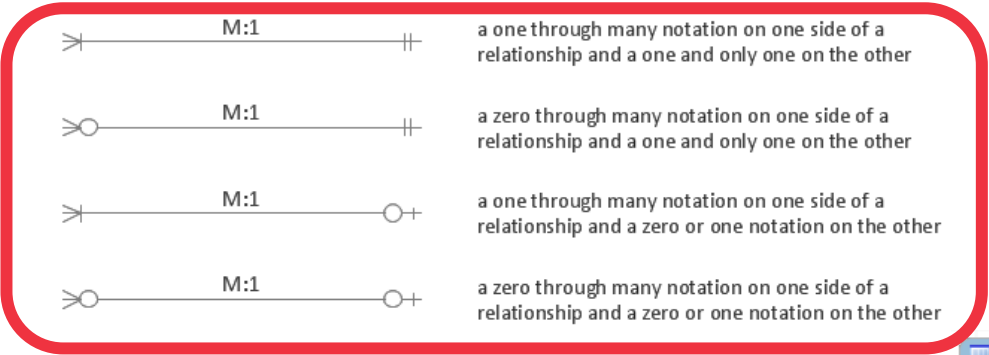 M:1
a one through many notation on one side of a
relationship and a one and only one on the other
M:1
a zero through many notation on one side of a
relationship and a one and only one on the other
M:1
a one through many notation on one side of a
relationship and a zero or one notation on the other
M:1
a zero through many notation on one side of a
relationship and a zero or one notation on the other